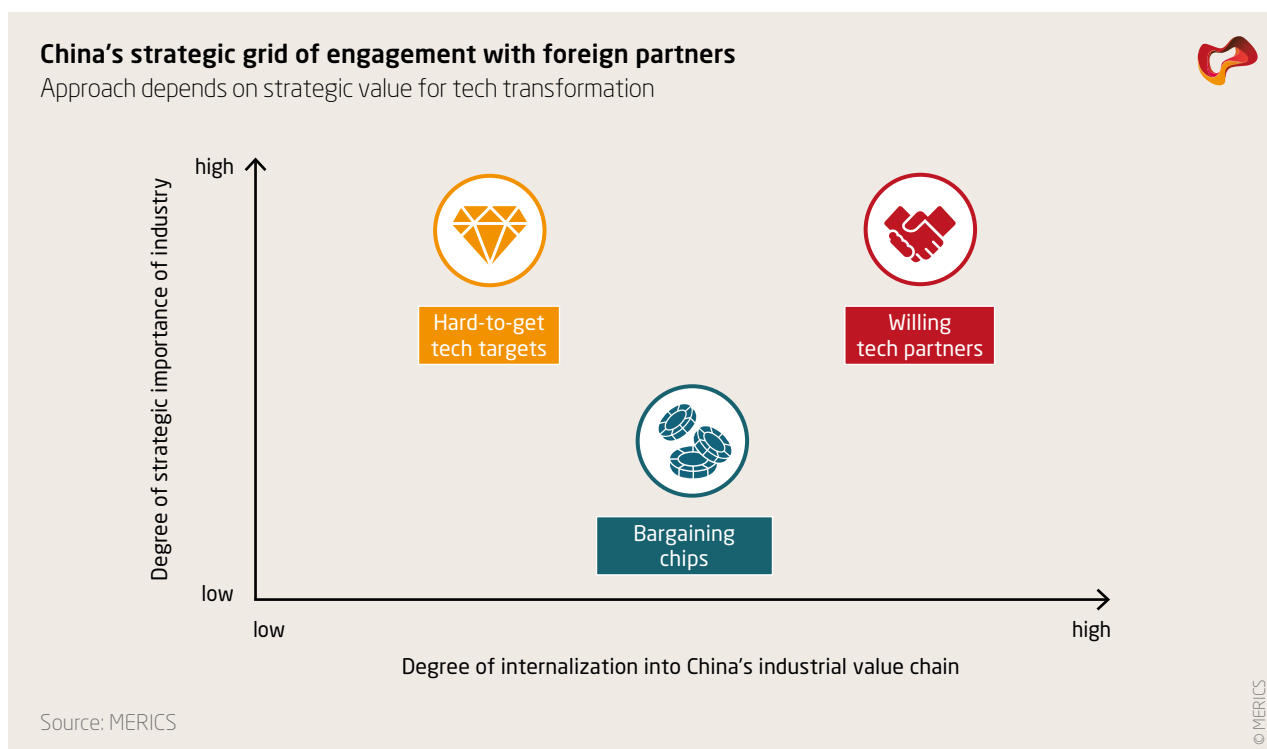 China's strategic grid of engagement with foreign partners
Approach depends on strategic value for tech transformation
high
Degree of strategic importance of industry
Hard-to-get
tech targets
Willing
tech partners
Bargaining
chips
low
low
high
Degree of internalization into China's industrial value chain
Source: MERICS
© MERICS